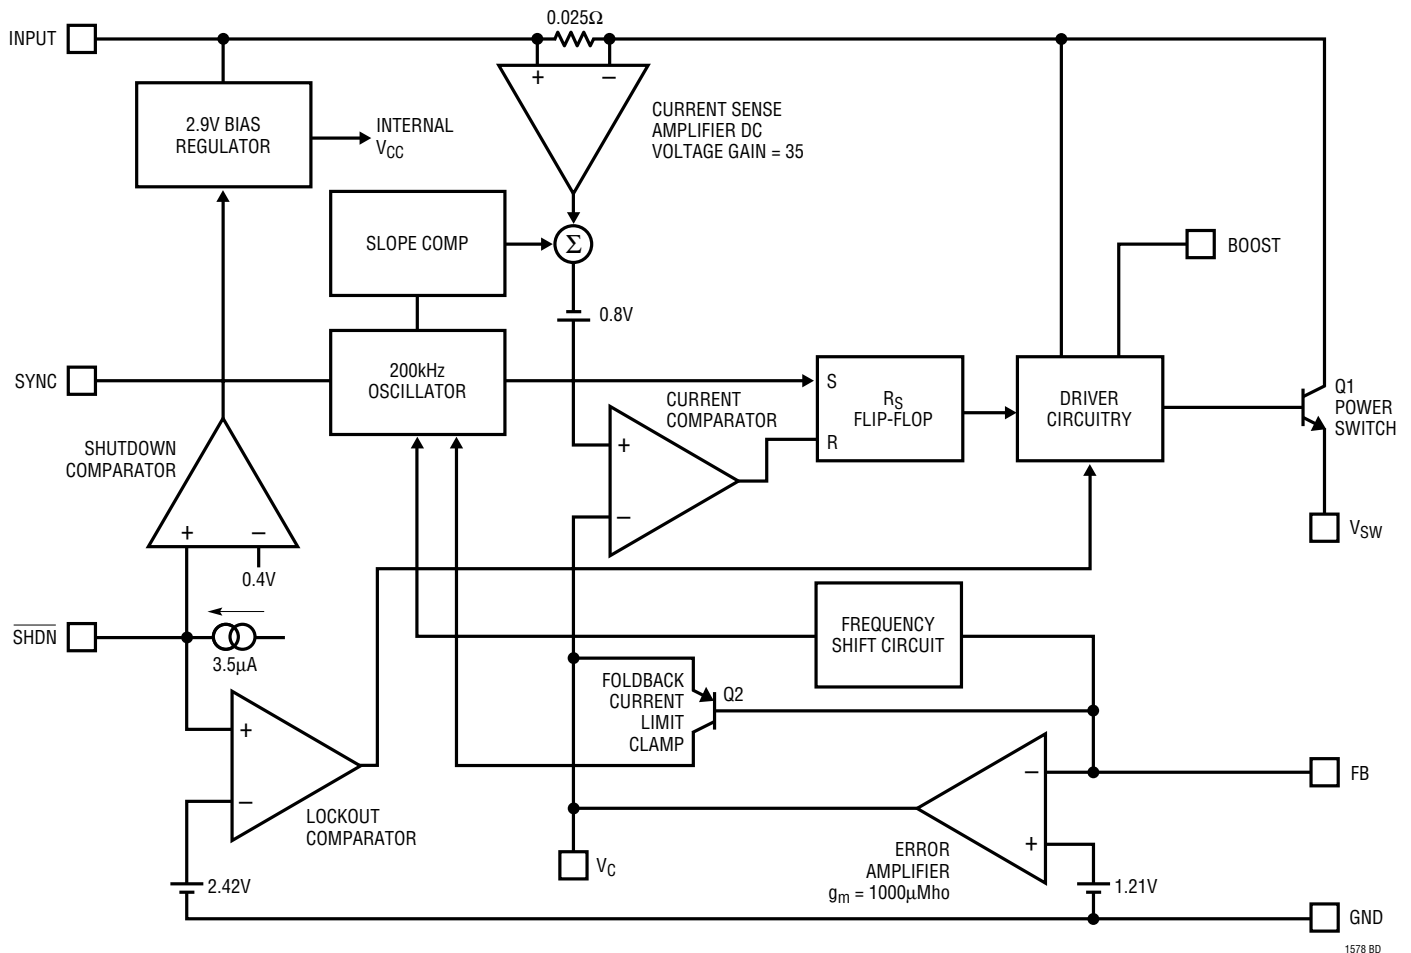 INPUT
0.025Ω
+
–
2.9V BIAS
REGULATOR
INTERNAL
VCC
CURRENT SENSE
AMPLIFIER DC
VOLTAGE GAIN = 35
SLOPE COMP
Σ
BOOST
0.8V
SYNC
200kHz
OSCILLATOR
S
RS
FLIP-FLOP
R
DRIVER
CIRCUITRY
Q1
POWER
SWITCH
CURRENT
COMPARATOR
+
–
SHUTDOWN
COMPARATOR
+
–
0.4V
VSW
SHDN
3.5µA
FREQUENCY
SHIFT CIRCUIT
FOLDBACK
CURRENT
LIMIT
CLAMP
Q2
+
–
LOCKOUT
COMPARATOR
–
+
FB
ERROR
AMPLIFIER
gm = 1000µMho
VC
2.42V
1.21V
GND
1578 BD